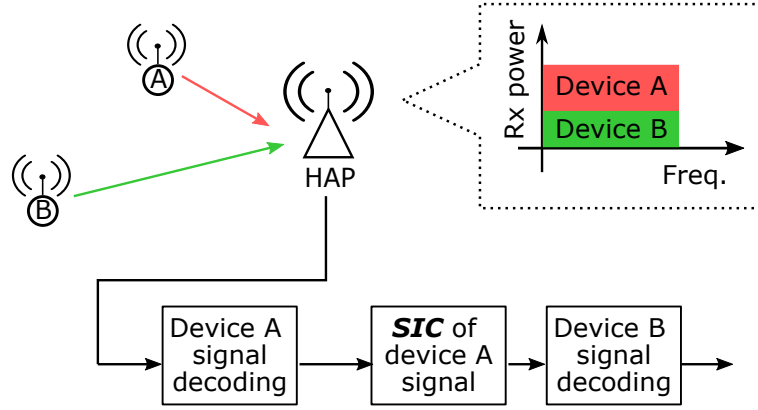 A
B
HAP
Rx power
Device A
Device B
Freq.
Device A
signal
decoding
SIC of
device A
signal
Device B
signal
decoding